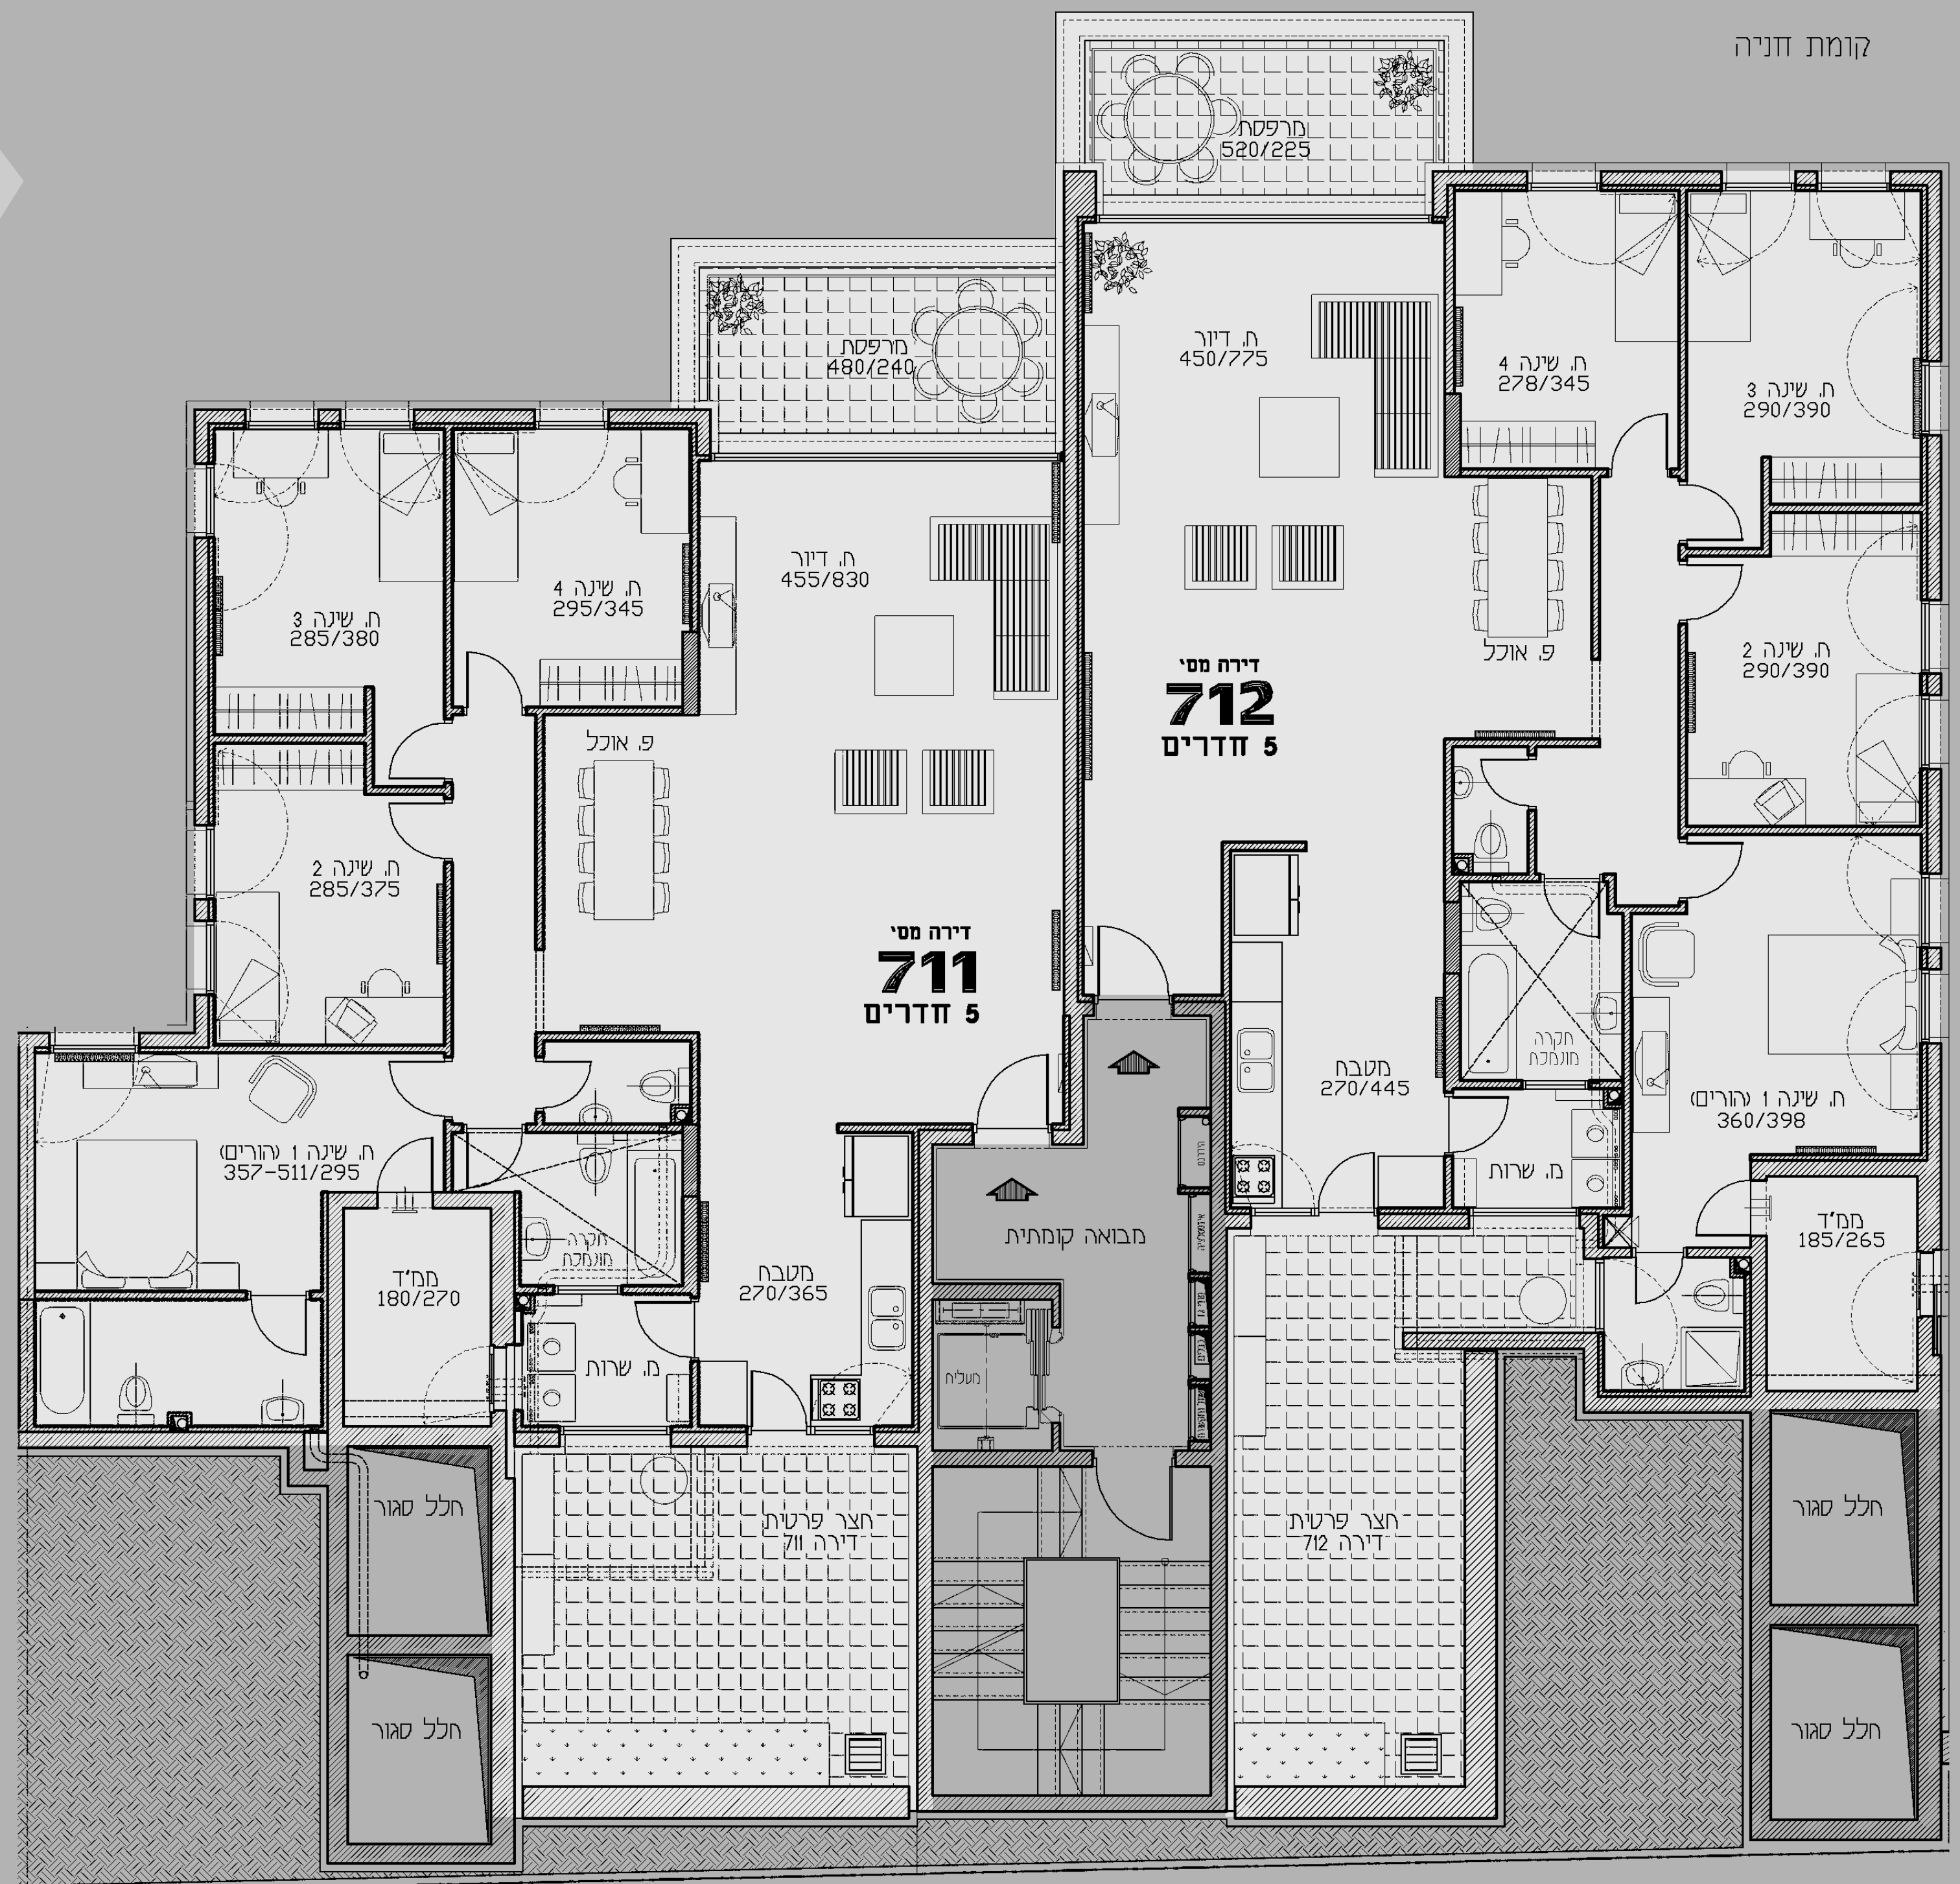 קומת חניה
מרפסת
520/225
מרפסת
480/240
ח. דיור
450/775
ח. שינה 4
278/345
ח. שינה 3
290/390
ח. דיור
455/830
ח. שינה 4
295/345
ח. שינה 3
285/380
פ. אוכל
ח. שינה 2
290/390
דירה מס'
712
5 חדרים
פ. אוכל
ח. שינה 2
285/375
דירה מס'
711
5 חדרים
תקרה
מונמכת
מטבח
270/445
ח. שינה 1 (הורים)
360/398
ח. שינה 1 (הורים)
357-511/295
מ. שרות
ממ'ד
185/265
מבואה קומתית
תקרה
מונמכת
ממ'ד
180/270
מטבח
270/365
מ. שרות
מעלית
חלל סגור
חצר פרטית
דירה 711
חצר פרטית
דירה 712
חלל סגור
חלל סגור
חלל סגור